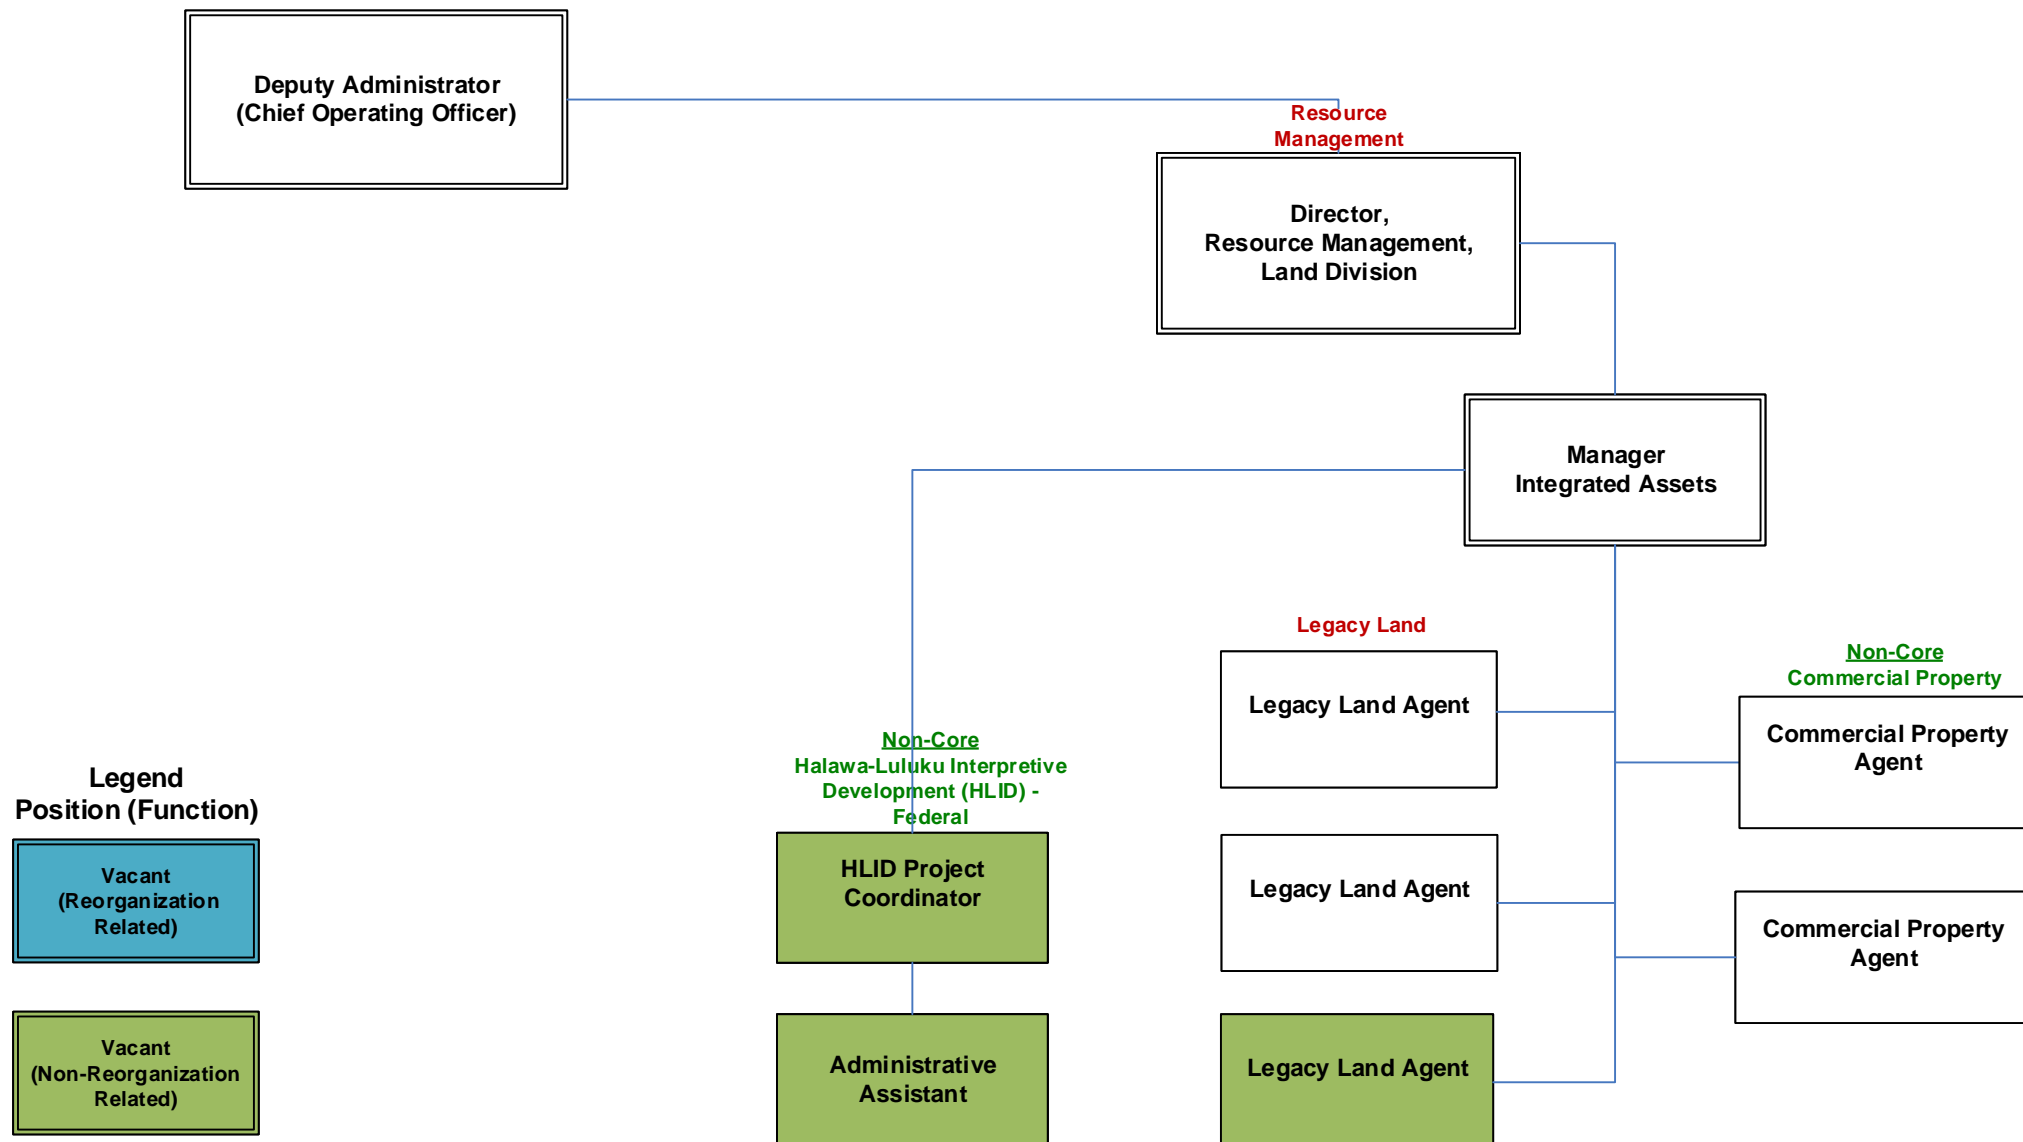 Deputy Administrator
(Chief Operating Officer)
Resource
Management
Director,
Resource Management,
Land Division
Manager
Integrated Assets
Legacy Land
Legacy Land Agent
Non-Core
Commercial Property
Commercial Property
Agent
Non-Core
Halawa-Luluku Interpretive
Development (HLID) -
Federal
HLID Project
Coordinator
Legacy Land Agent
Commercial Property
Agent
Administrative
Assistant
Legacy Land Agent
Legend
Position (Function)
Vacant
(Reorganization
Related)
Vacant
(Non-Reorganization
Related)